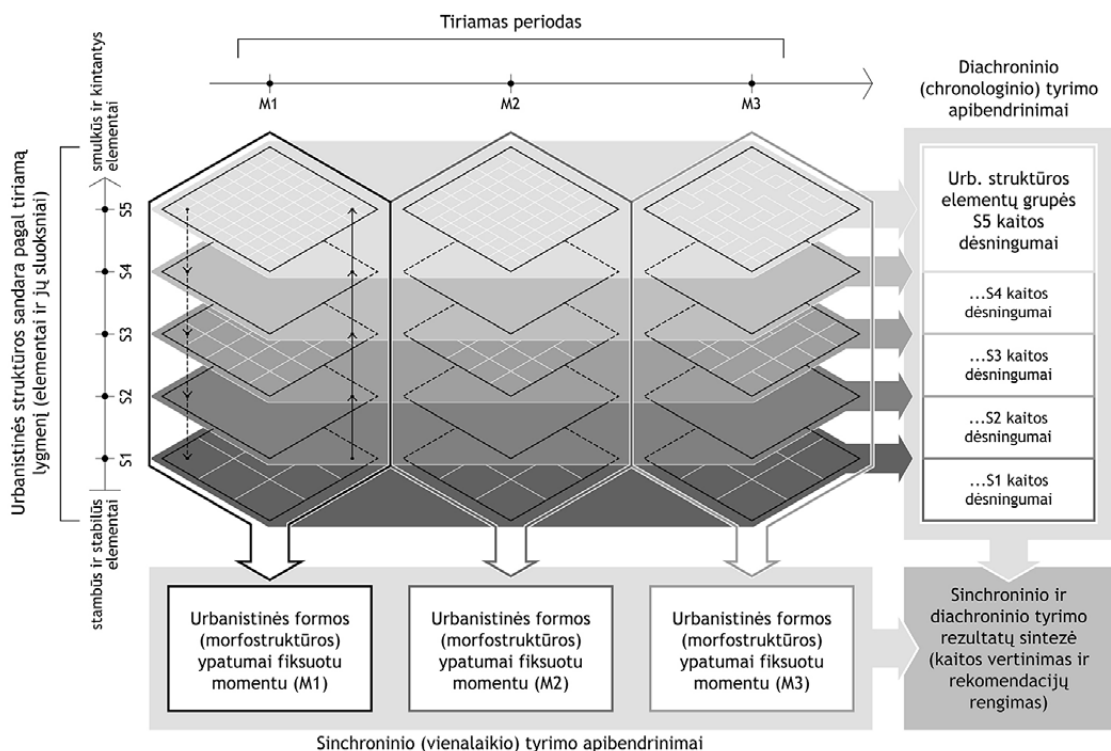 Tiriamas periodas
M1
M2
M3
Diachroninio
(chronologinio) tyrimo
apibendrinimai
Urbanistinės struktūros sandara pagal tiriamą
lygmenį (elementai ir jų sluoksniai)
smulkūs ir kintantys
elementai
S5
S4
S3
S2
S1
stambūs ir stabilūs
elementai
Urb. struktūros
elementų grupės
S5 kaitos
dėsningumai
...S4 kaitos
dėsningumai
...S3 kaitos
dėsningumai
...S2 kaitos
dėsningumai
...S1 kaitos
dėsningumai
Urbanistinės formos
(morfostruktūros)
ypatumai fiksuotu
momentu (M1)
Urbanistinės formos
(morfostruktūros)
ypatumai fiksuotu
momentu (M2)
Urbanistinės formos
(morfostruktūros)
ypatumai fiksuotu
momentu (M3)
Sinchroninio ir
diachroninio tyrimo
rezultatų sintezė
(kaitos vertinimas ir
rekomendacijų
rengimas)
Sinchroninio (vienalaikio) tyrimo apibendrinimai